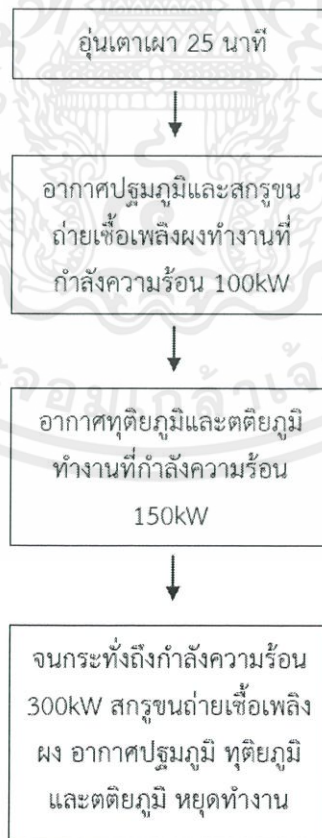 อุ่นเตาเผา 25 นาที
อากาศปฐมภูมิและสกรูขน
ถ่ายเชื้อเพลิงผงทำงานที่
กำลังความร้อน 100kW
อากาศทุติยภูมิและตติยภูมิ
ทำงานที่กำลังความร้อน
150kW
จนกระทั่งถึงกำลังความร้อน
300kW สกรูขนถ่ายเชื้อเพลิง
ผง อากาศปฐมภูมิ ทุติยภูมิ
และตติยภูมิ หยุดทำงาน